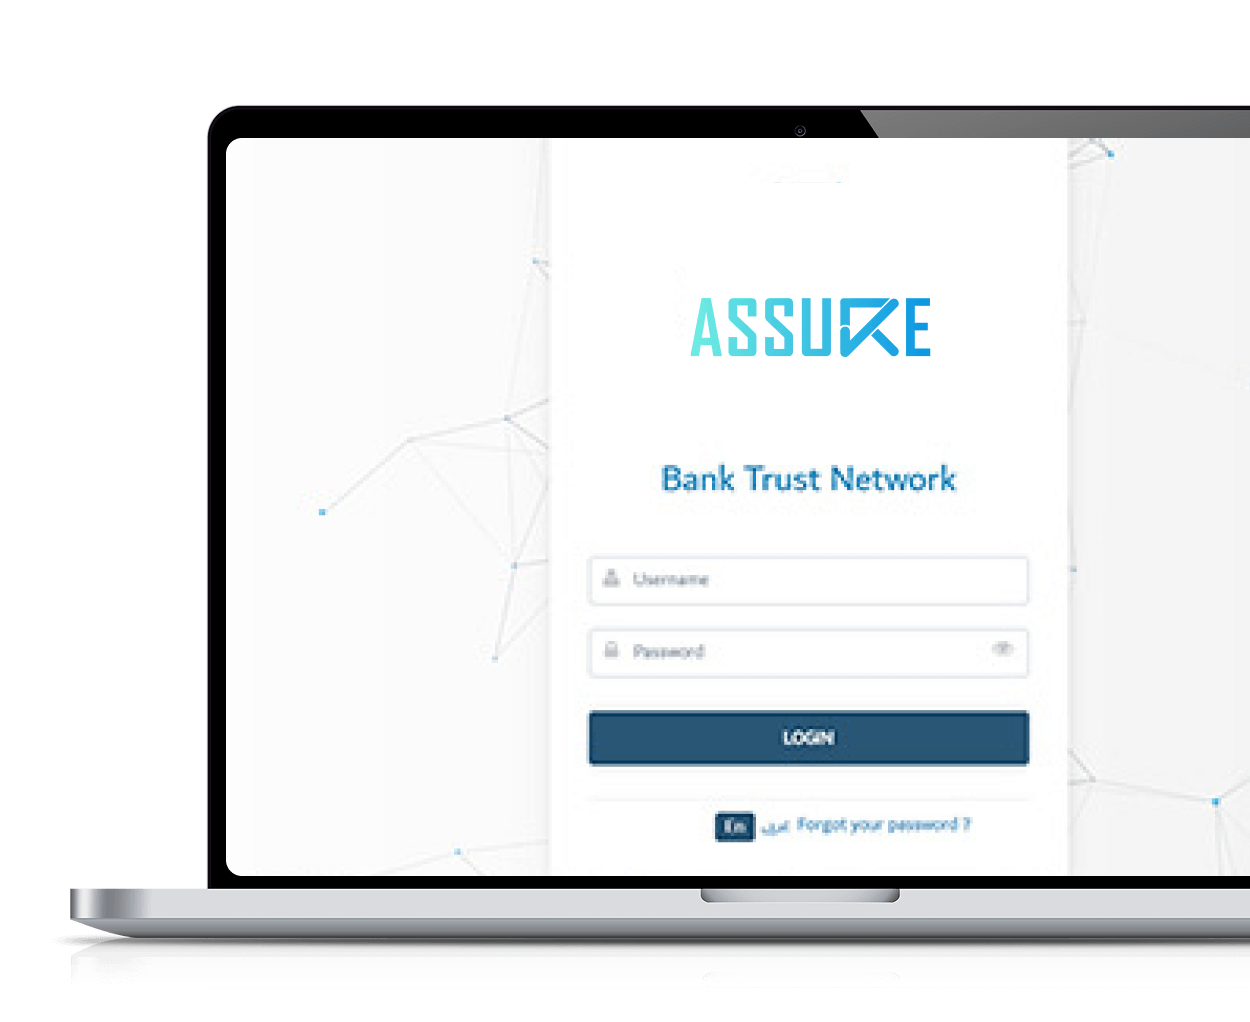 ASSURE
Bank Trust Network
Username
Password
LOGIN
En عربي Forgot your password ?